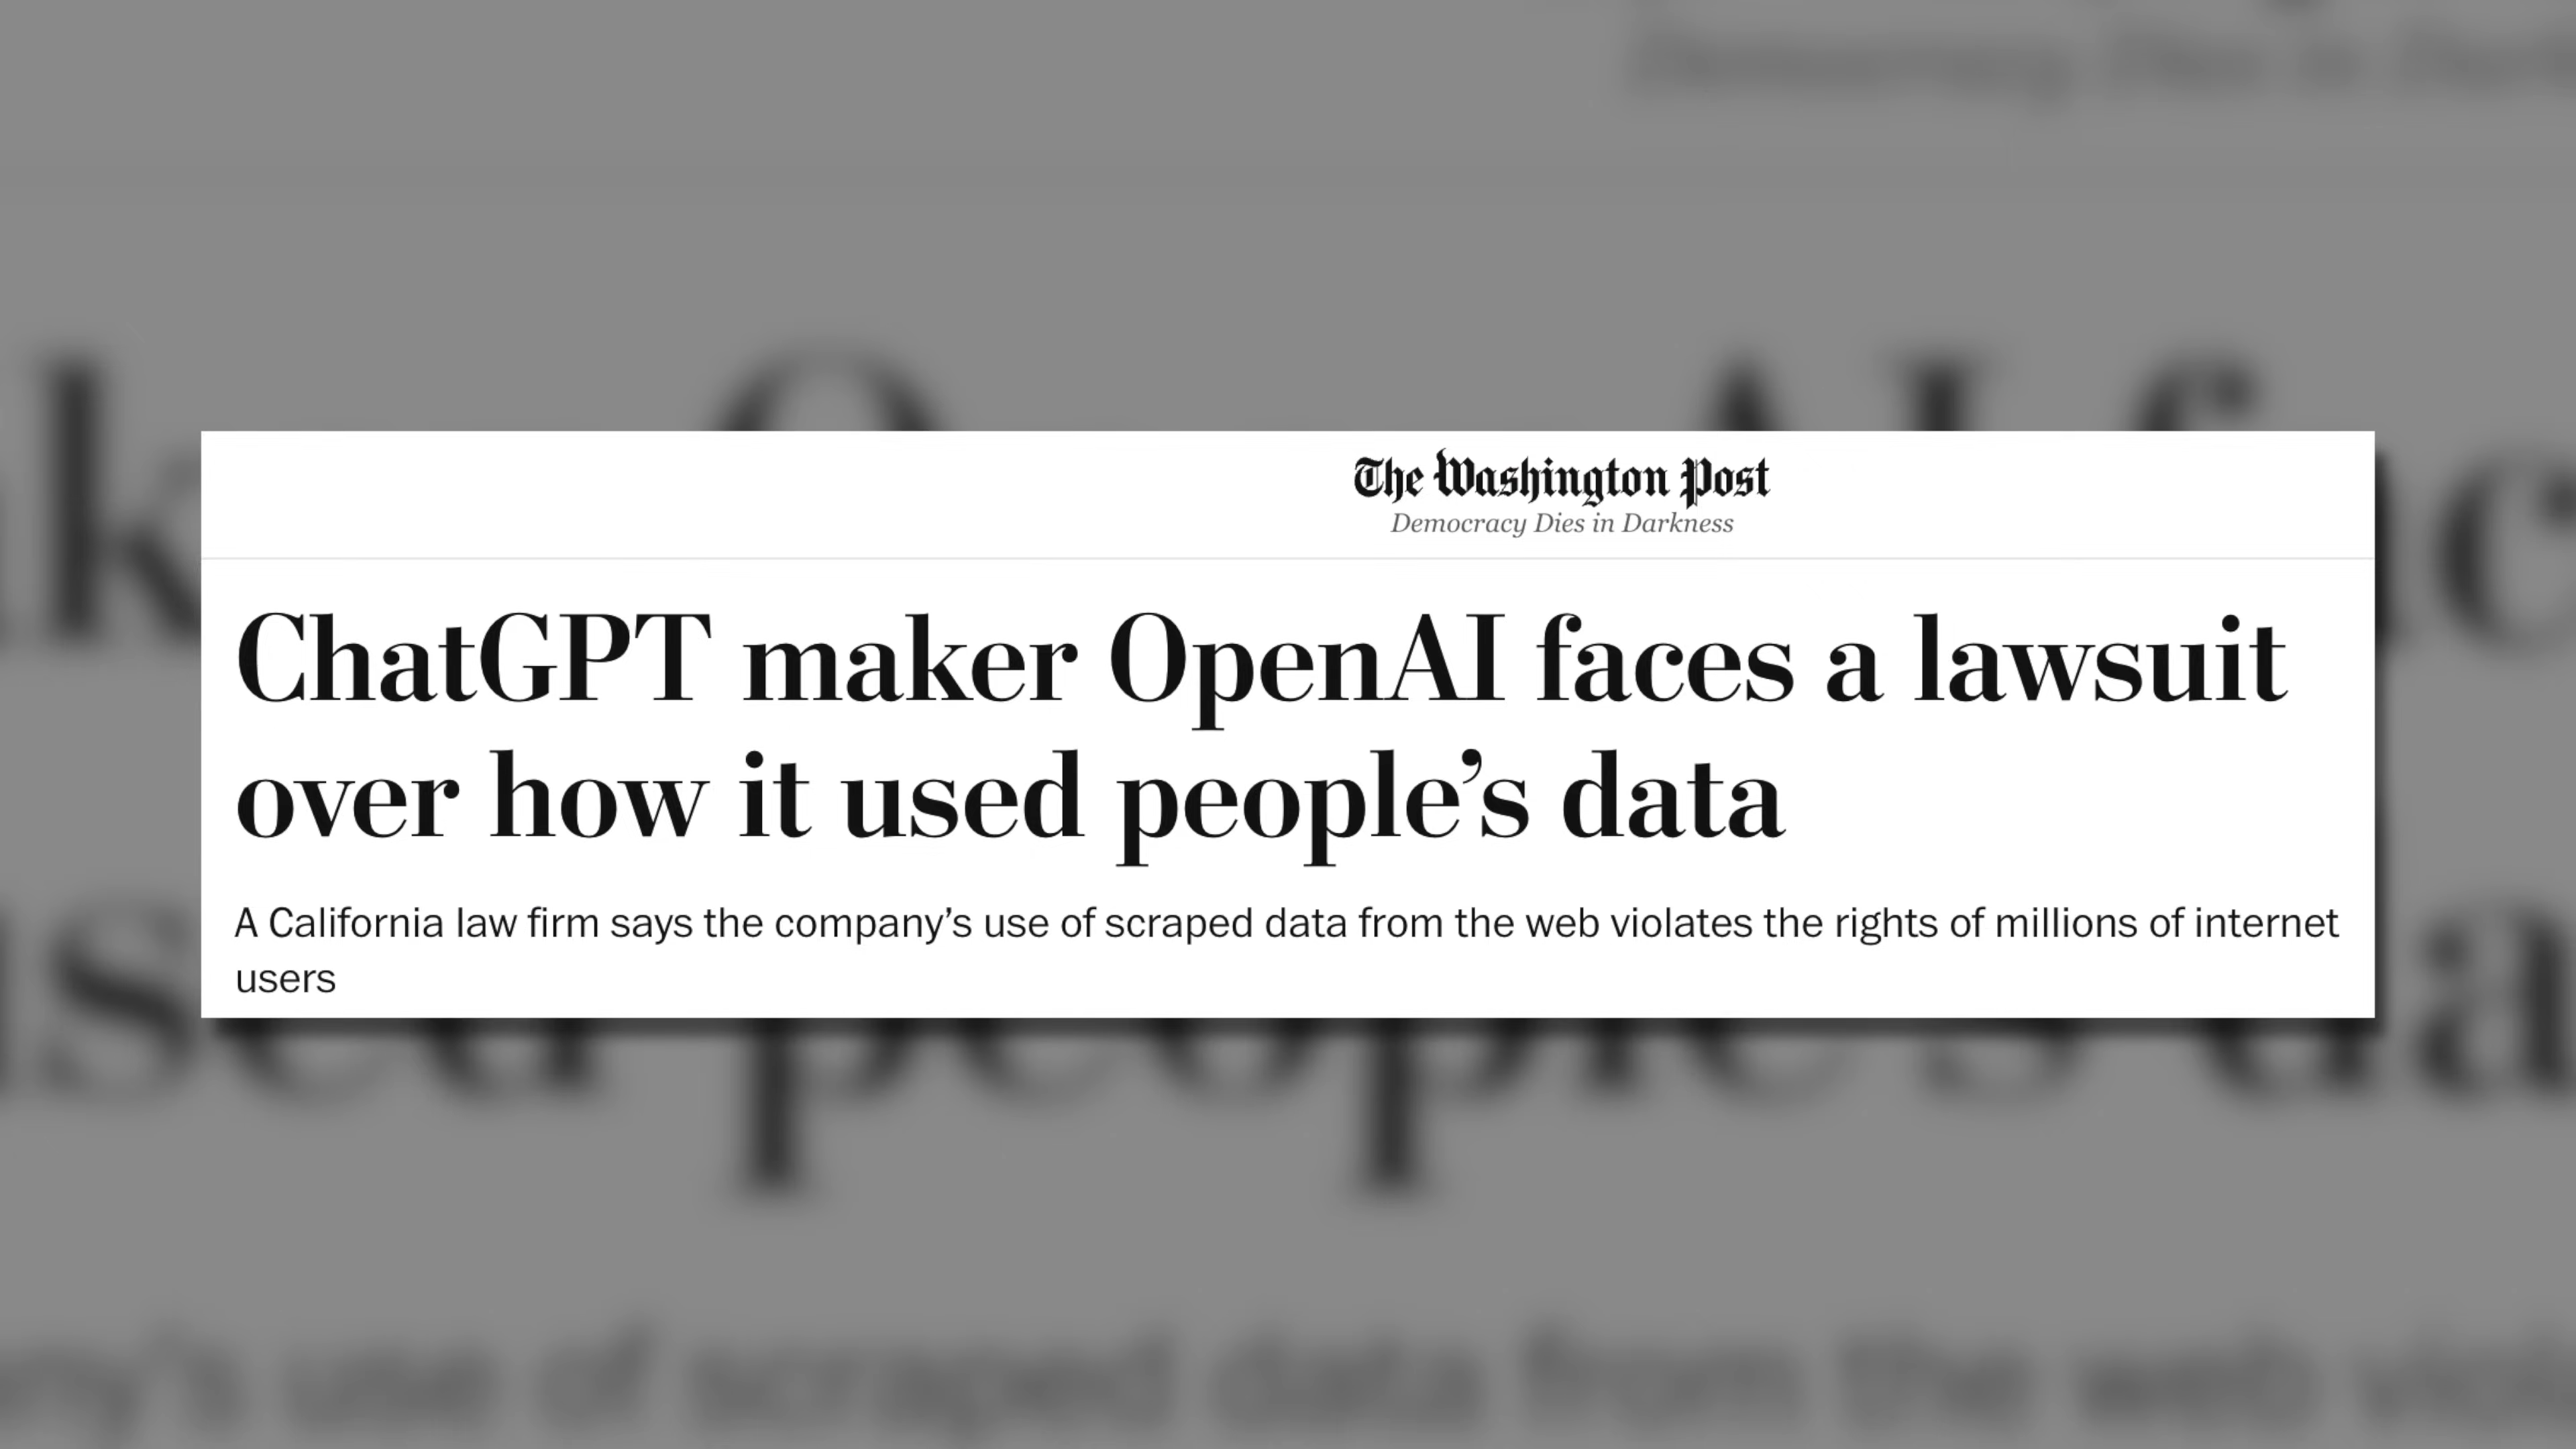 The Washington Post
Democracy Dies in Darkness
ChatGPT maker OpenAI faces a lawsuit
over how it used people’s data
A California law firm says the company’s use of scraped data from the web violates the rights of millions of internet
users